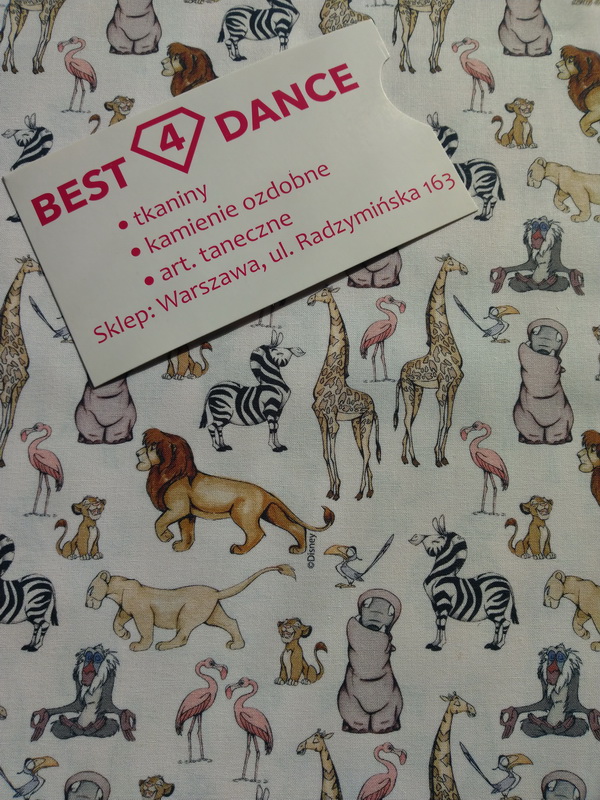 BEST 4 DANCE
• tkaniny
• kamienie ozdobne
• art. taneczne
Sklep: Warszawa, ul. Radzymińska 163
©Disney